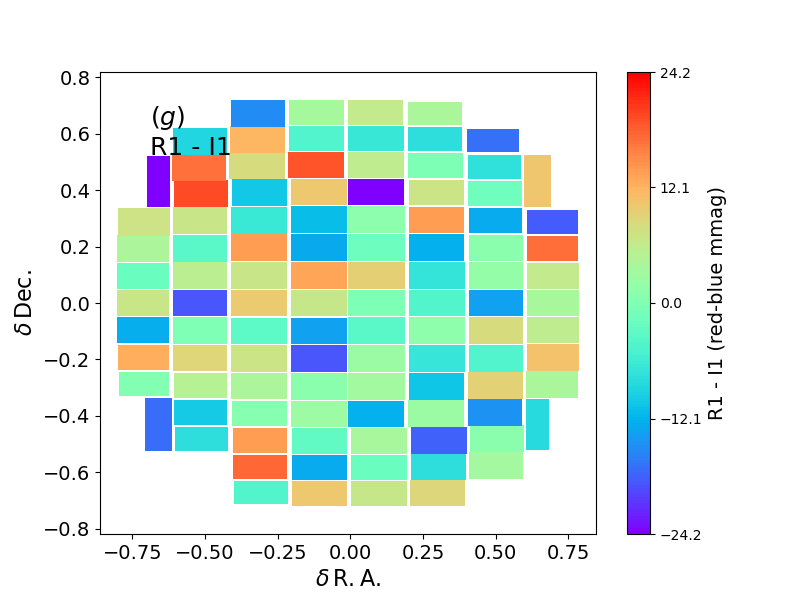 (g)
R1 - I1
0.8
0.6
0.4
0.2
0.0
−0.2
−0.4
−0.6
−0.8
δ Dec.
−0.75 −0.50 −0.25 0.00 0.25 0.50 0.75
δ R. A.
24.2
12.1
0.0
−12.1
−24.2
R1 - I1 (red-blue mmag)